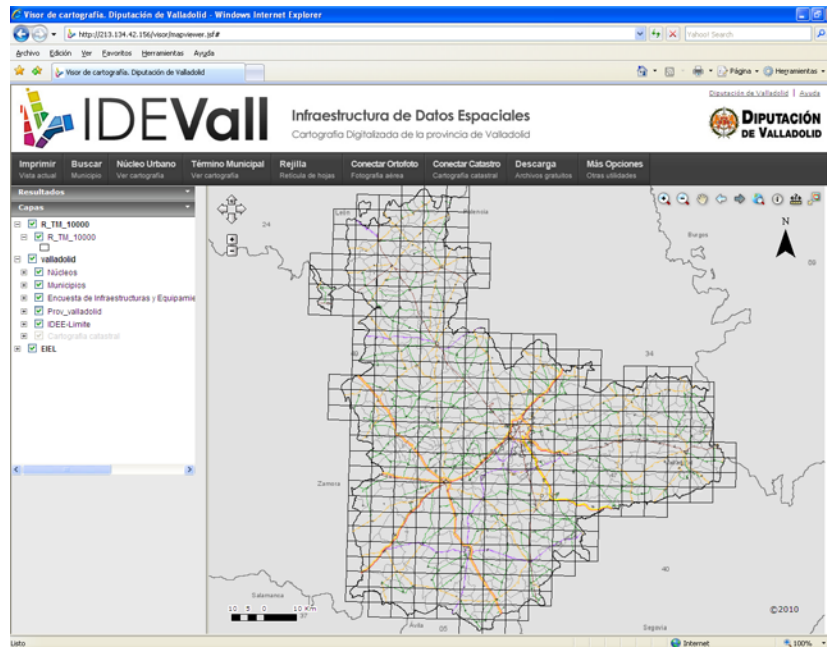 Visor de cartografía. Diputación de Valladolid - Windows Internet Explorer
http://213.134.42.156/visor/mapviewer.jsf#
Yahoo! Search
Archivo Edición Ver Favoritos Herramientas Ayuda
Visor de cartografía. Diputación de Valladolid
Página Herramientas
Diputación de Valladolid | Ayuda
IDEVall
Infraestructura de Datos Espaciales
Cartografía Digitalizada de la provincia de Valladolid
DIPUTACIÓN
DE VALLADOLID
Imprimir Buscar Núcleo Urbano Término Municipal Rejilla Conectar Ortofoto Conectar Catastro Descarga Más Opciones
Vista actual Municipio Ver cartografía Ver cartografía Retícula de hojas Fotografía aérea Cartografía catastral Archivos gratuitos Otras utilidades
Resultados
Capas
R_TM_10000
R_TM_10000
valladolid
Núcleos
Municipios
Encuesta de Infraestructuras y Equipamie
Prov_valladolid
IDEE-Limite
Cartografía catastral
EIEL
León
Palencia
24
Burgos
N
09
49
34
Zamora
40
Salamanca
10 5 0 10 Km
37
Ávila
05
Segovia
©2010
Listo
Internet
100%